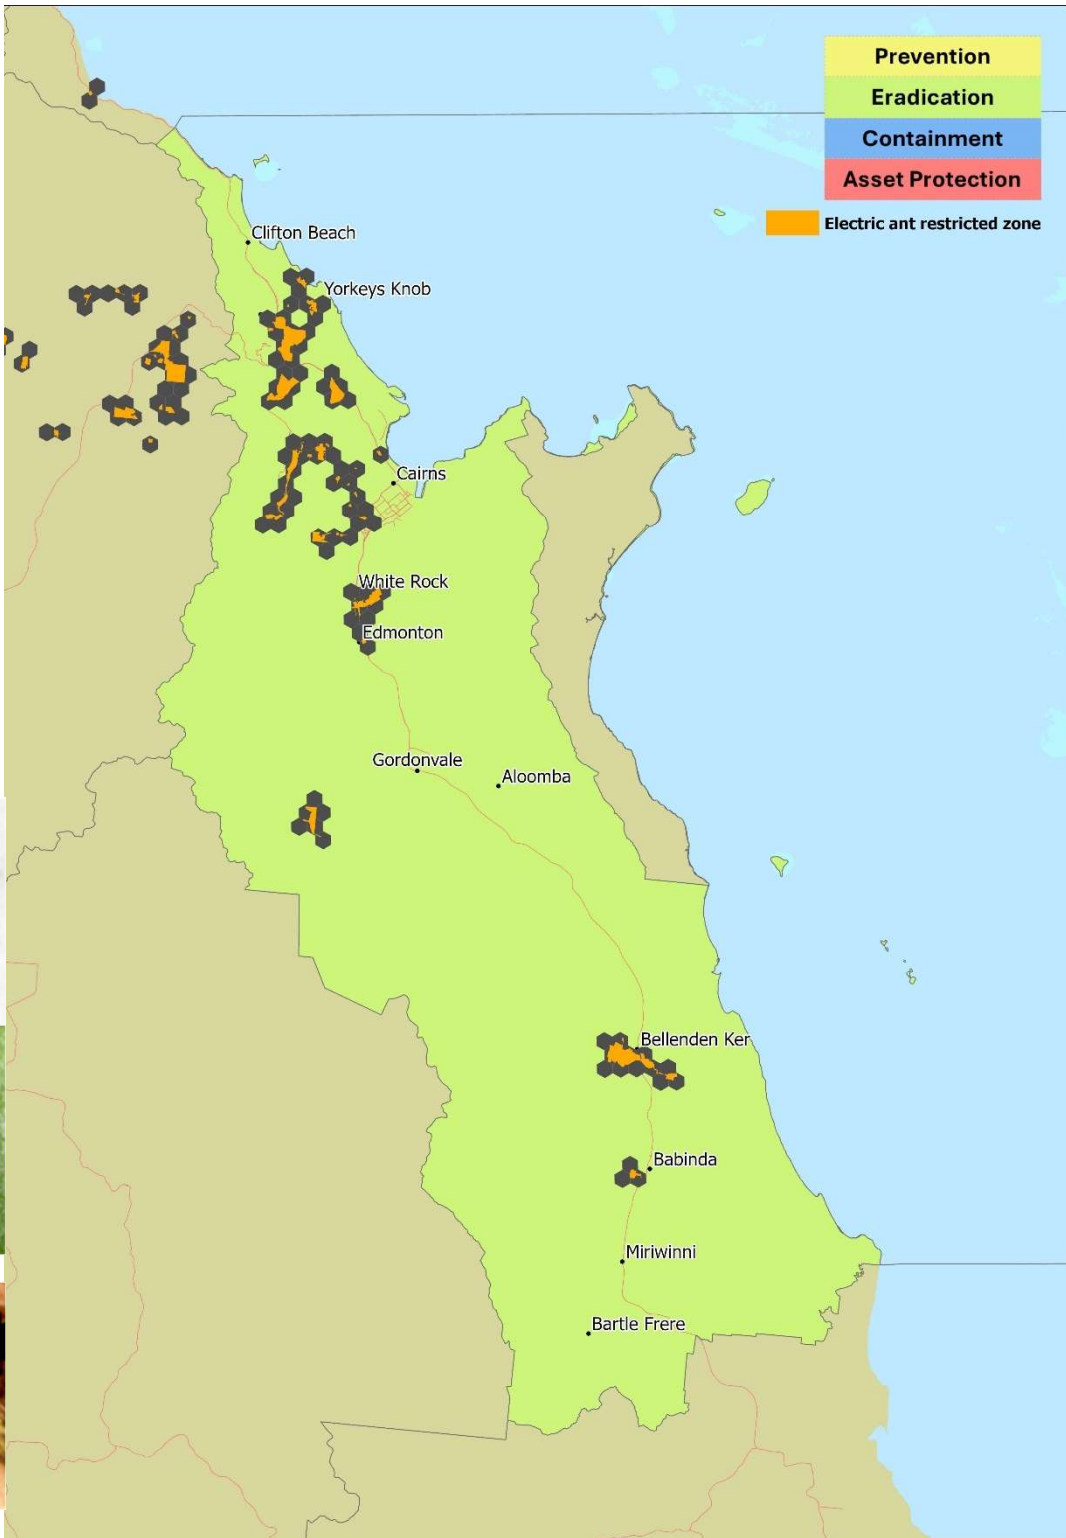 Prevention
Eradication
Containment
Asset Protection
Electric ant restricted zone
Clifton Beach
Yorkeys Knob
Cairns
White Rock
Edmonton
Gordonvale
Aloomba
Bellenden Ker
Babinda
Miriwinni
Bartle Frere